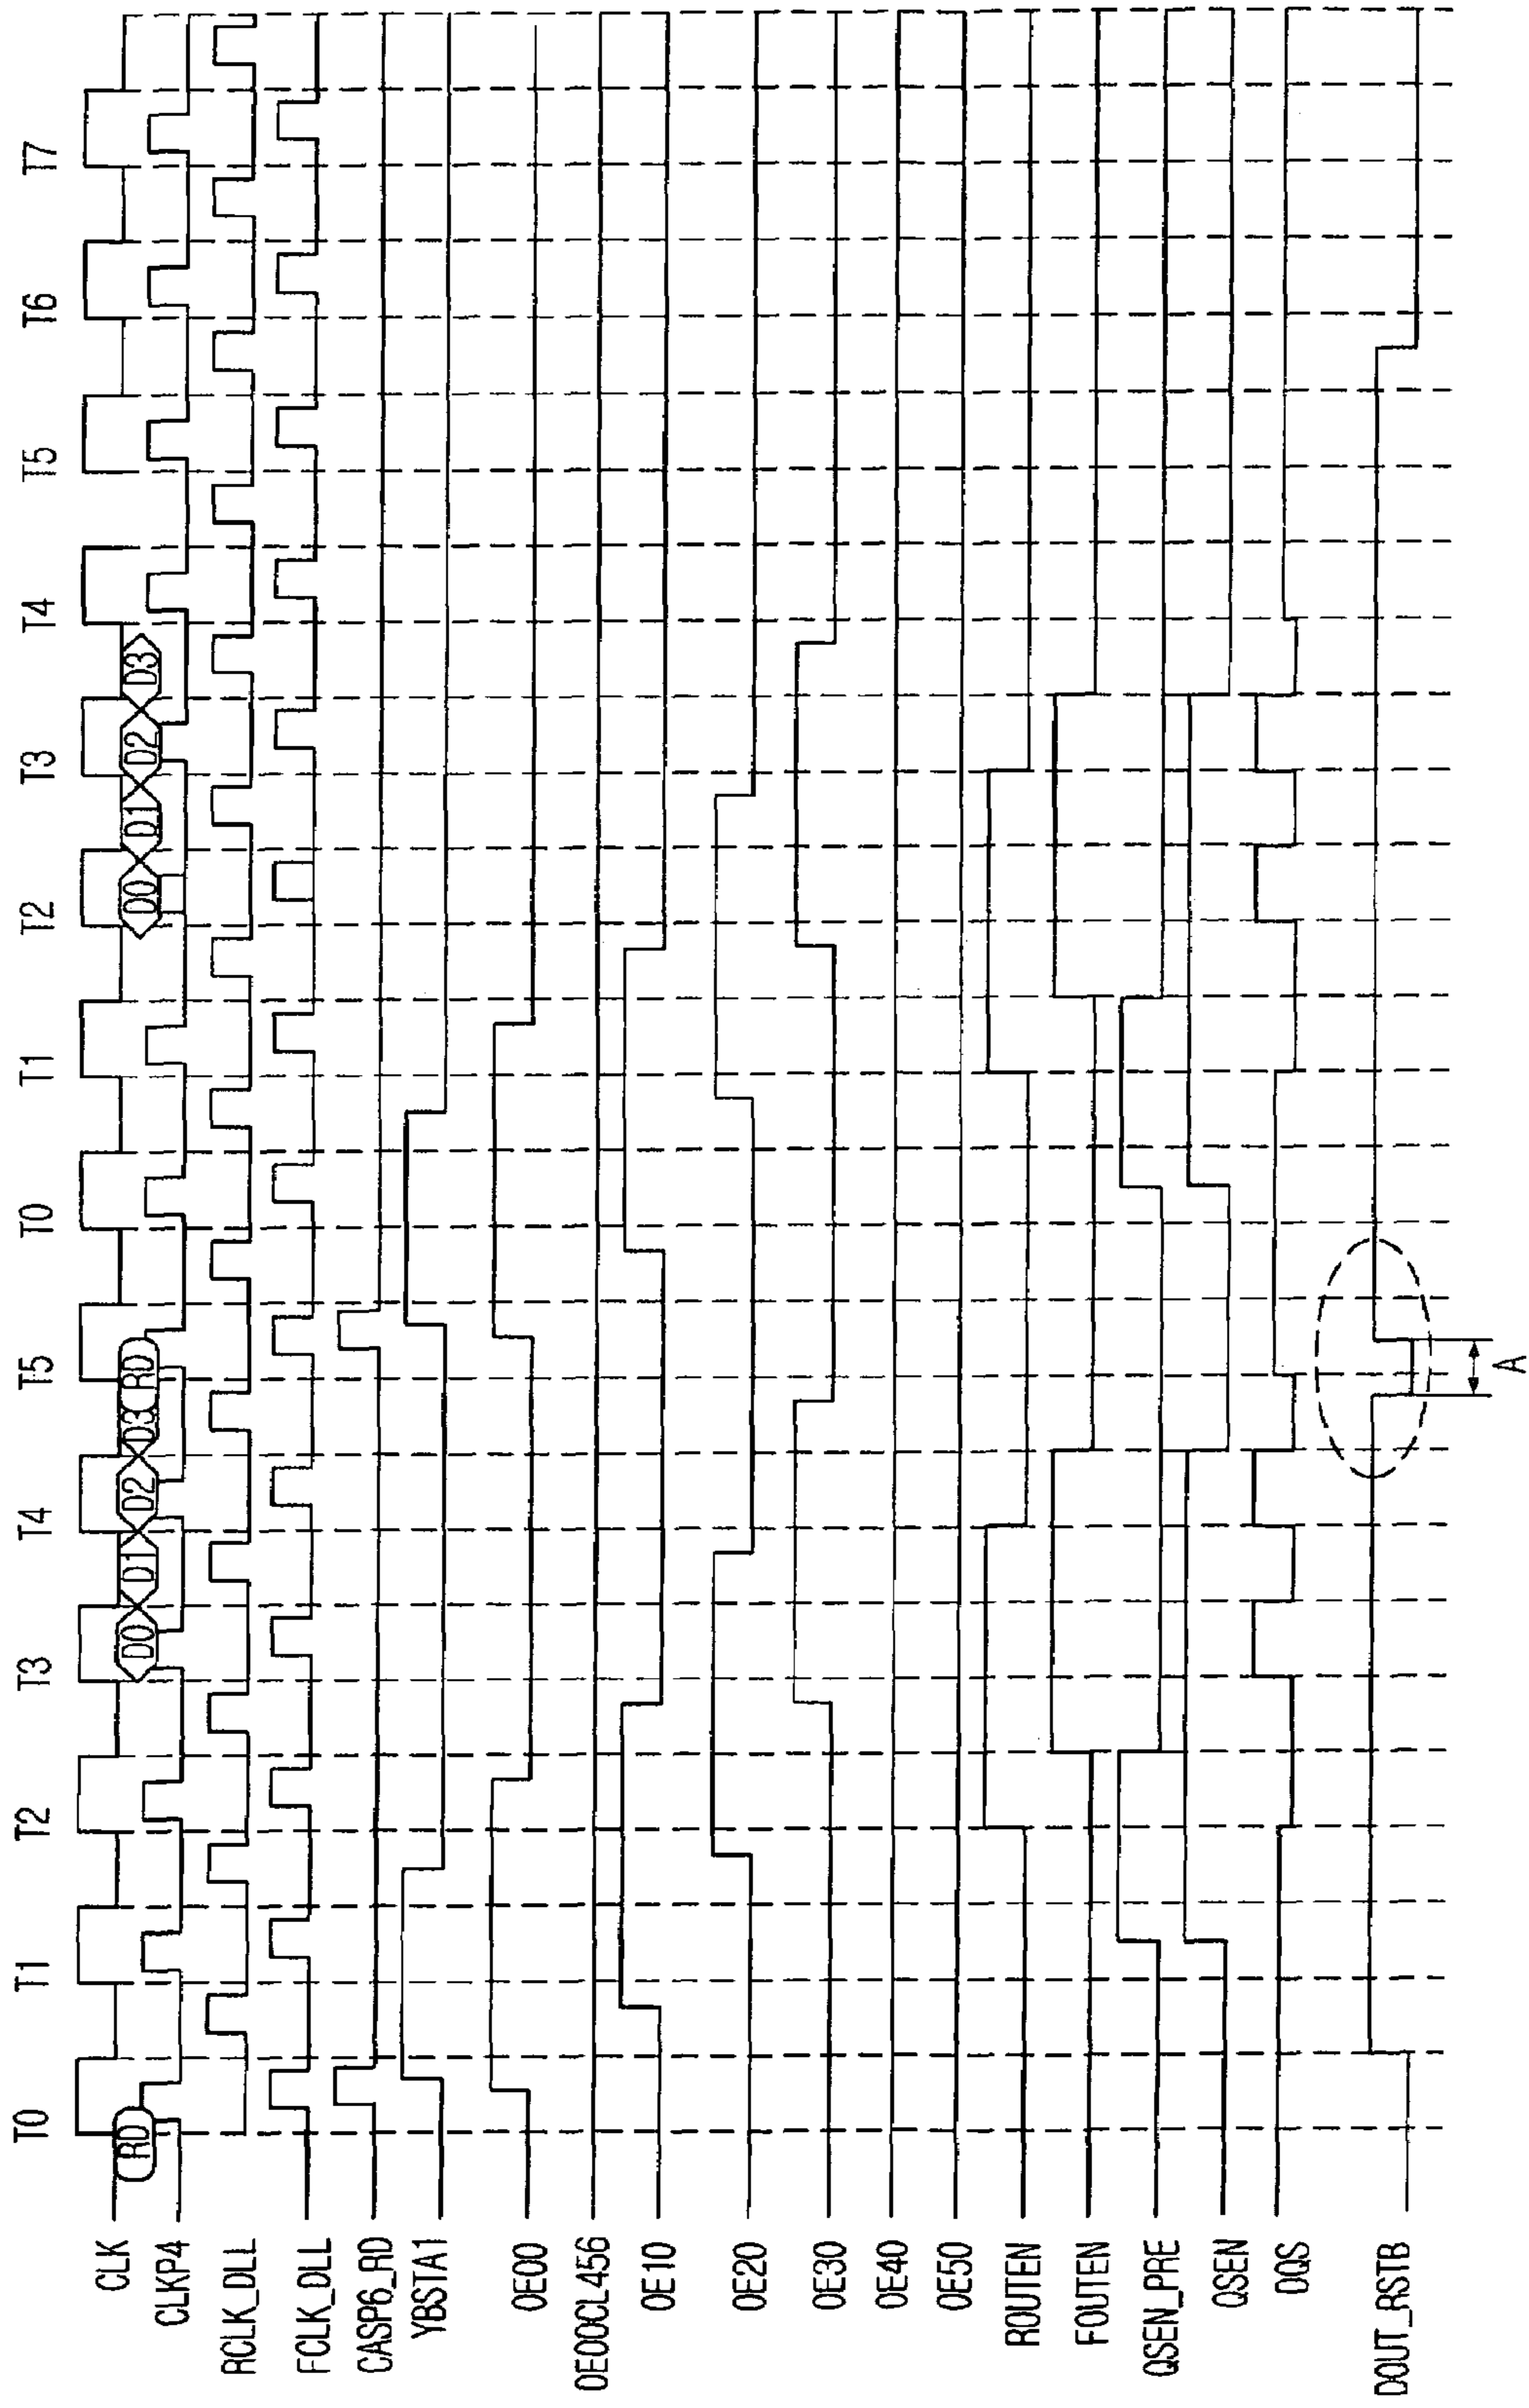 T0 T1 T2 T3 T4 T5 T0 T1 T2 T3 T4 T5 T6 T7
CLK
RD D0 D1 D2 D3 RD D0 D1 D2 D3
CLKP4
RCLK_DLL
FCLK_DLL
CASP6_RD
YBSTA1
OE00
OE00CL456
OE10
OE20
OE30
OE40
OE50
ROUTEN
FOUTEN
QSEN_PRE
QSEN
DQS
DOUT_RSTB
A